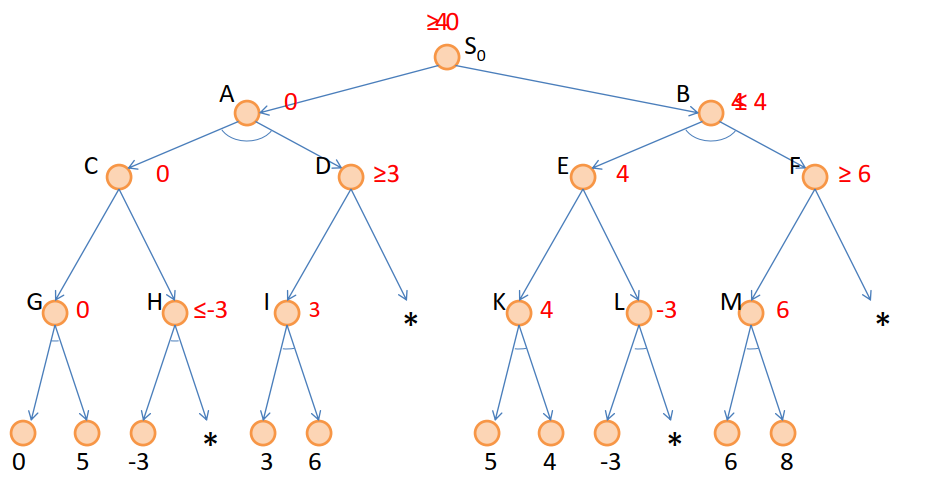 ≥40
S0
A 0 B 4≤ 4
C 0 D ≥3 E 4 F ≥ 6
G 0 H ≤-3 I 3 * K 4 L -3 M 6 *
* *
0 5 -3 3 6 5 4 -3 6 8